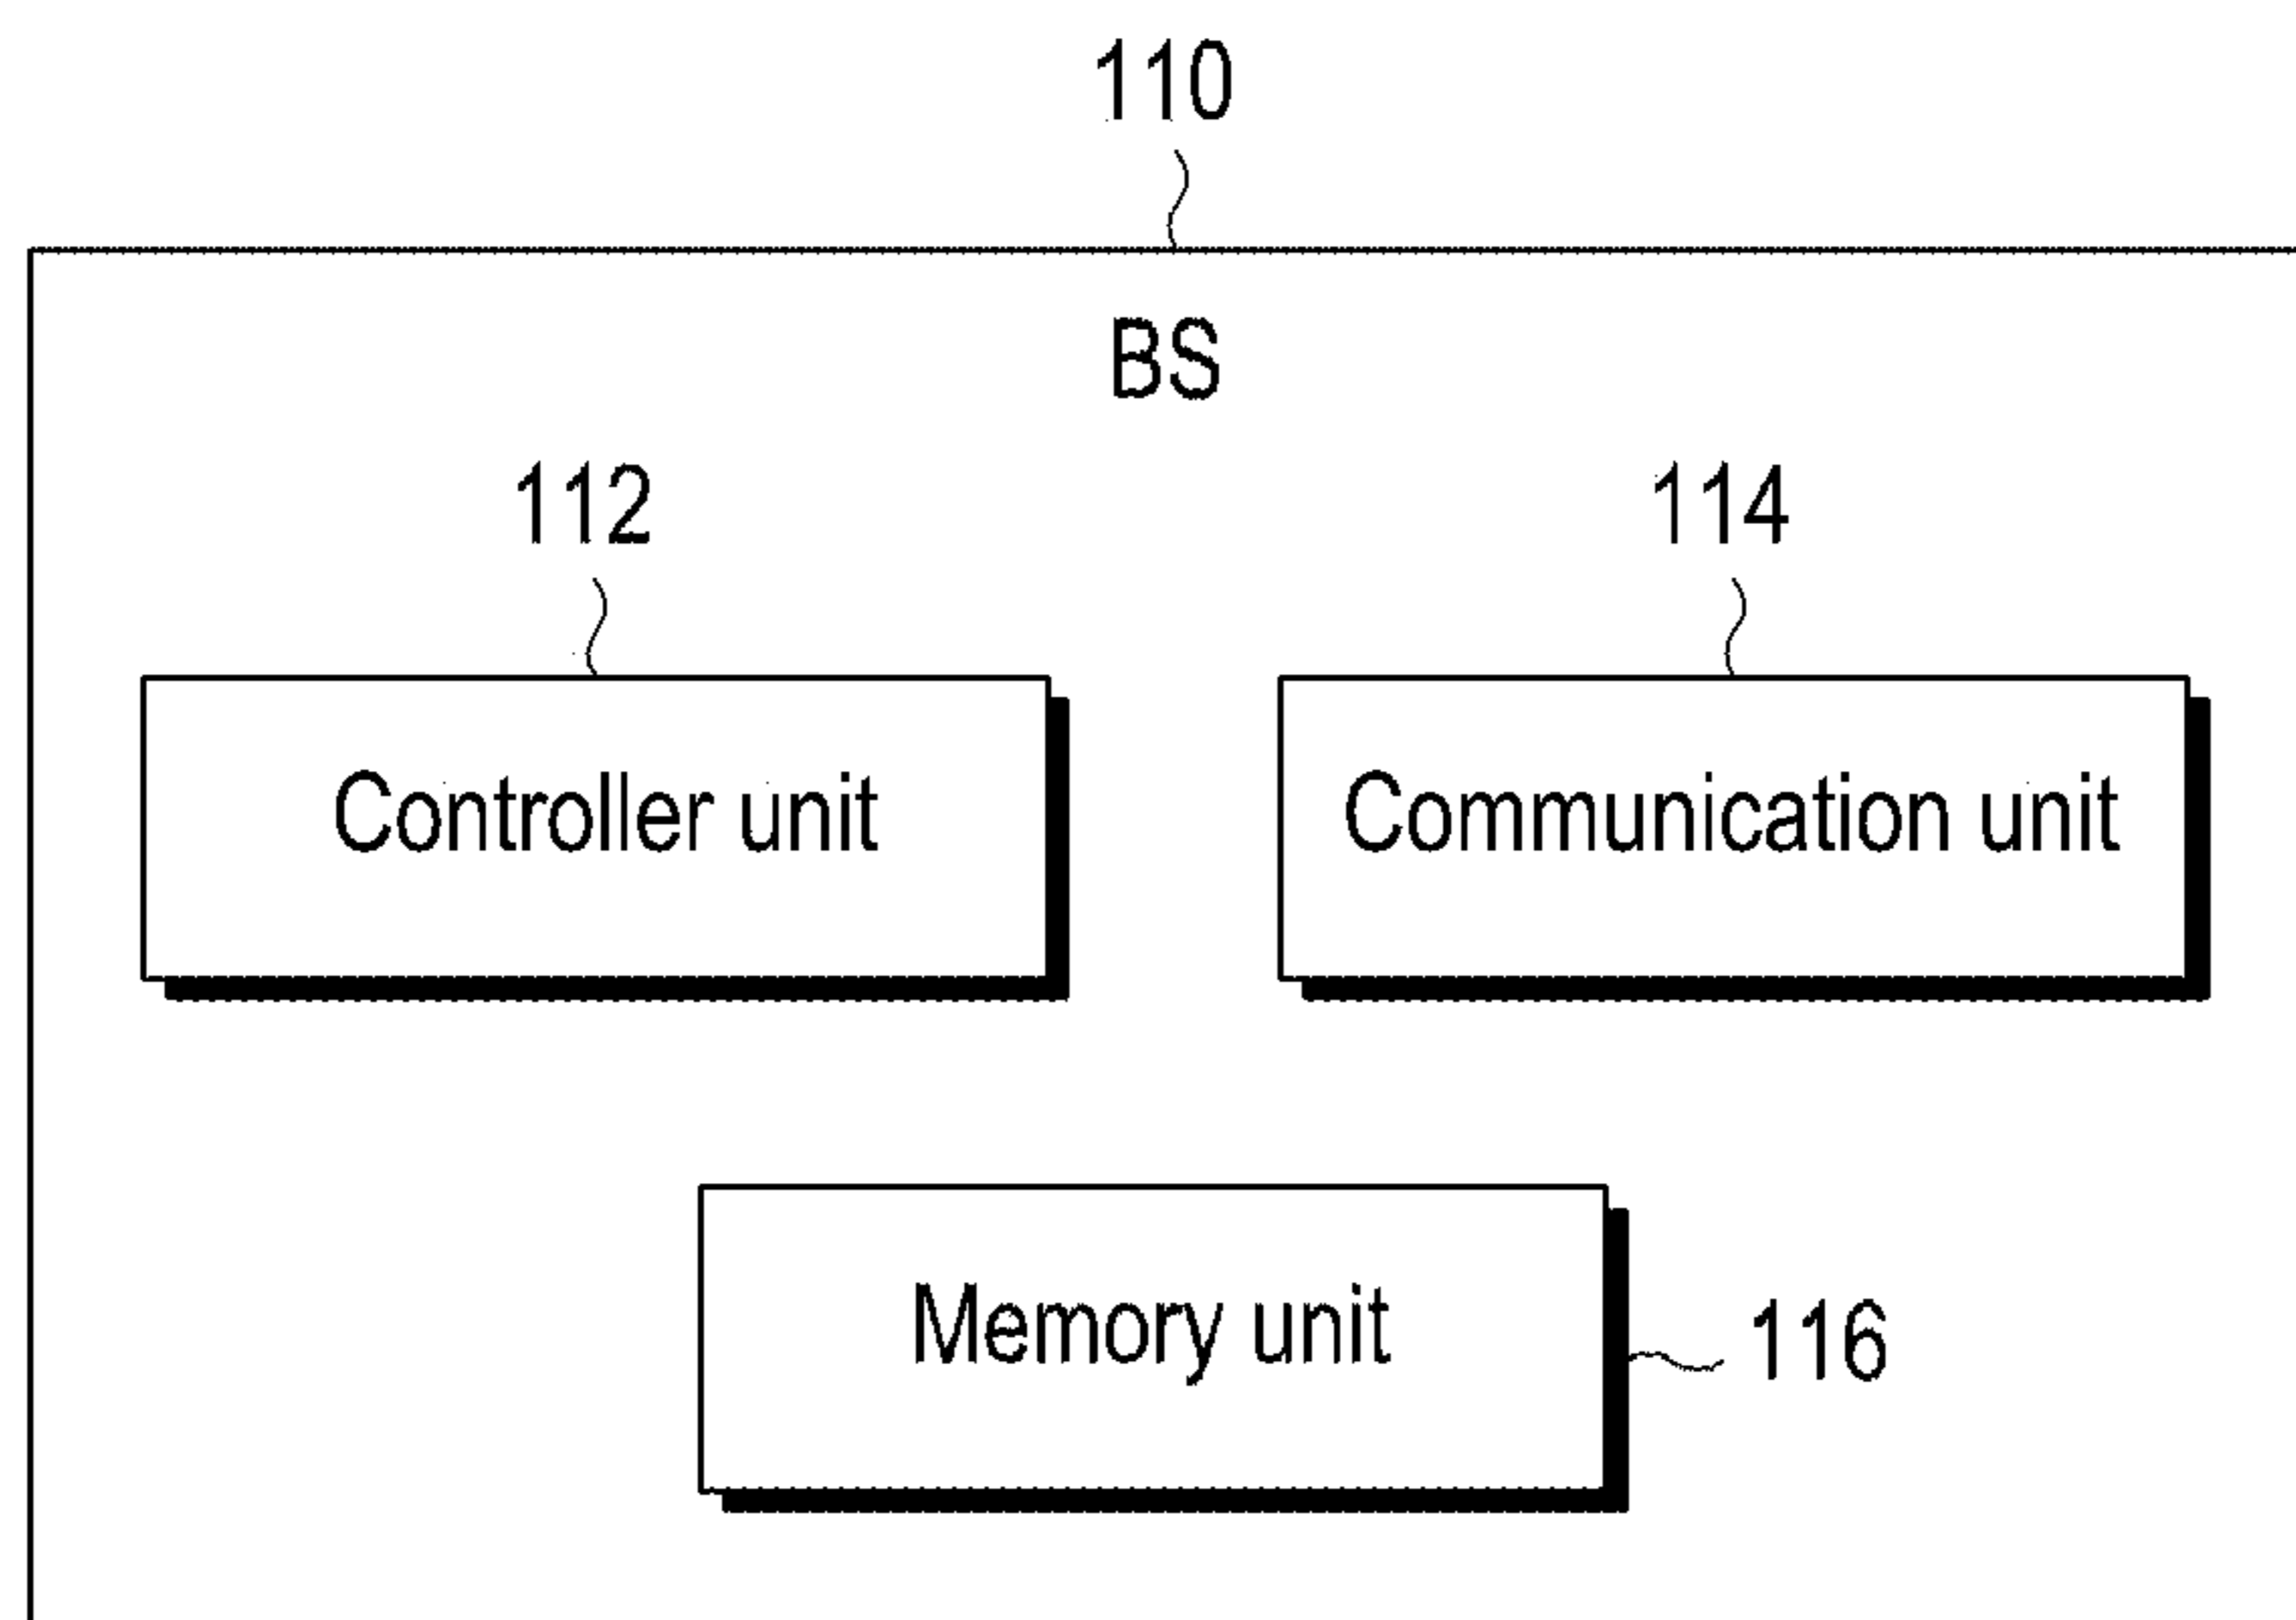 110
BS
112
114
Controller unit
Communication unit
Memory unit
116